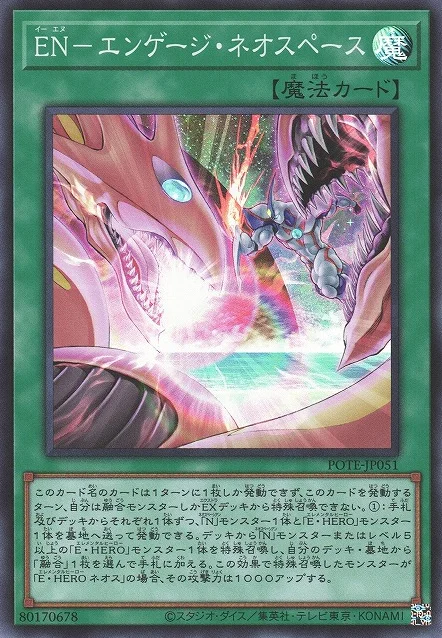 EN－エンゲージ・ネオスペース
魔
【魔法カード】
POTE-JP051
このカード名のカードは１ターンに１枚しか発動できず、このカードを発動する
ターン、自分は融合モンスターしかEXデッキから特殊召喚できない。①：手札
及びデッキからそれぞれ１体ずつ、「N」モンスター１体と「E・HERO」モンスター
１体を墓地へ送って発動できる。デッキから「N」モンスターまたはレベル５
以上の「E・HERO」モンスター１体を特殊召喚し、自分のデッキ・墓地から
「融合」１枚を選んで手札に加える。この効果で特殊召喚したモンスターが
「E・HERO ネオス」の場合、その攻撃力は１０００アップする。
80170678
©スタジオ・ダイス／集英社・テレビ東京・KONAMI